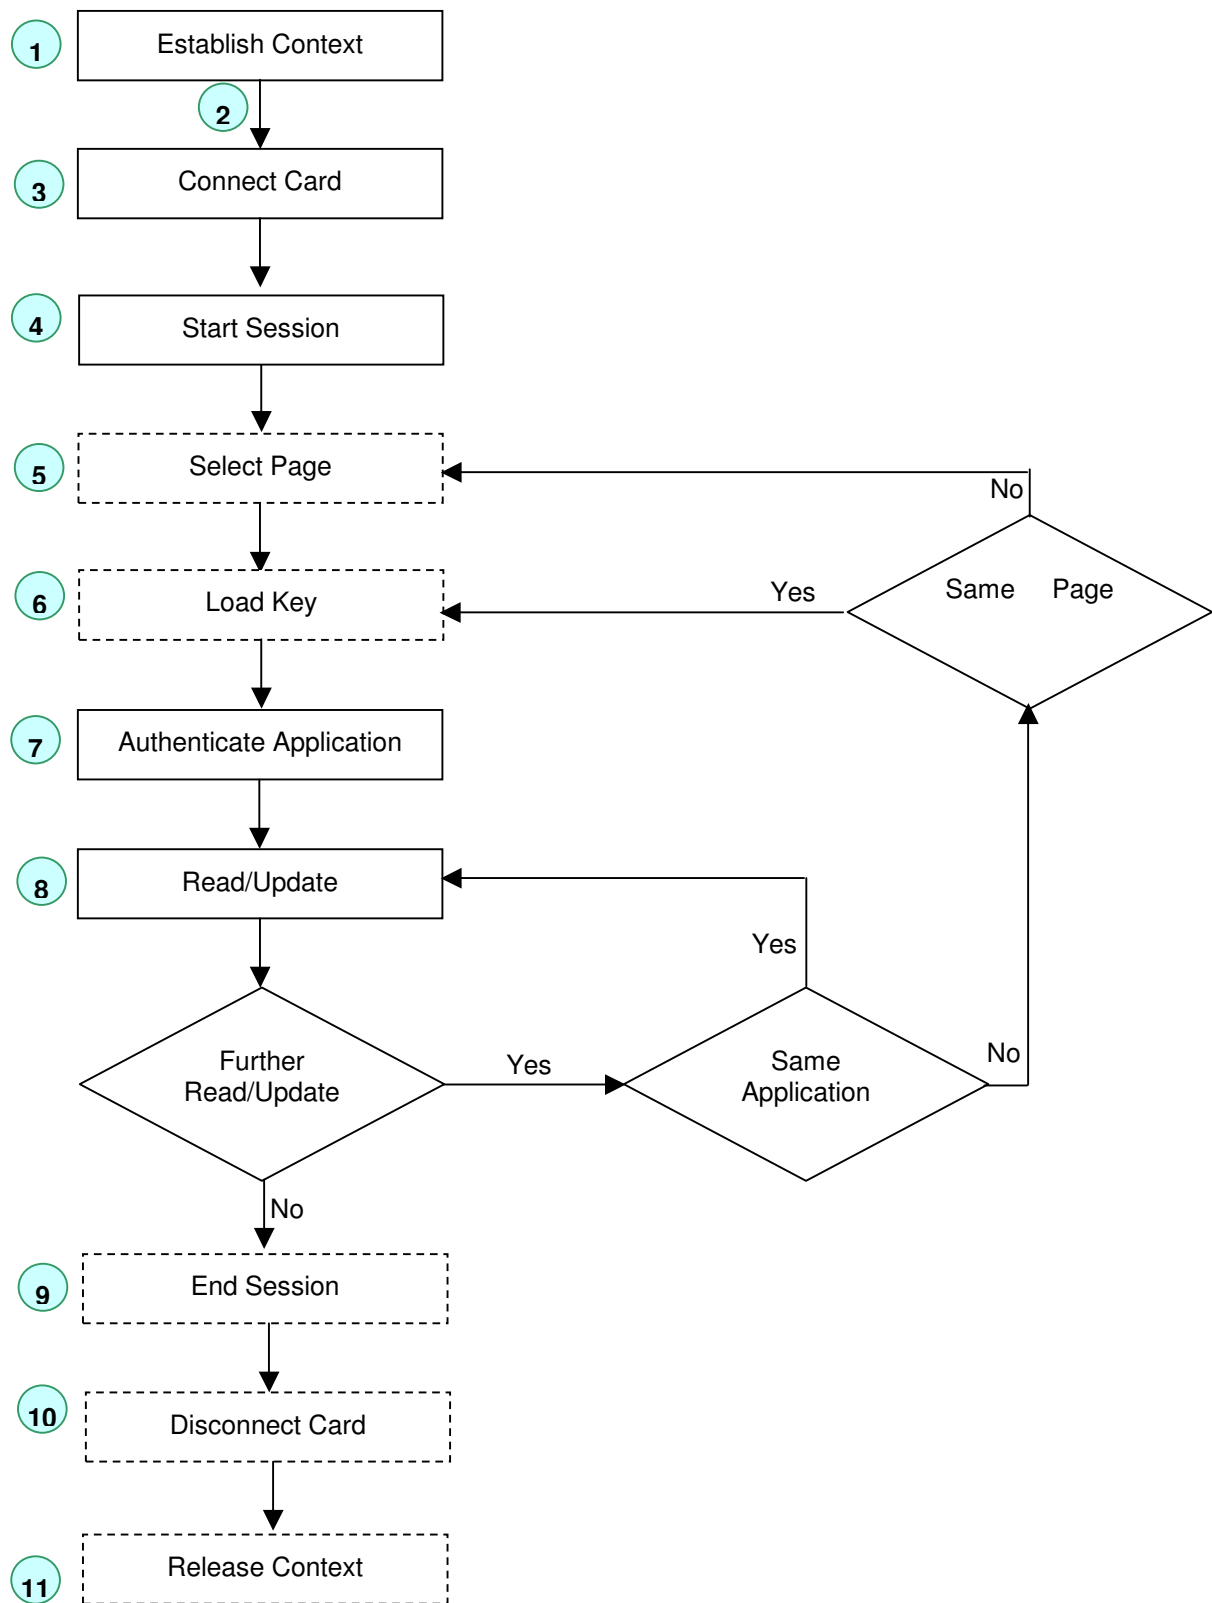 1
Establish Context
2
3
Connect Card
4
Start Session
5
Select Page
No
6
Load Key
Yes
Same Page
7
Authenticate Application
8
Read/Update
Yes
Further
Read/Update
Yes
Same
Application
No
No
9
End Session
10
Disconnect Card
11
Release Context